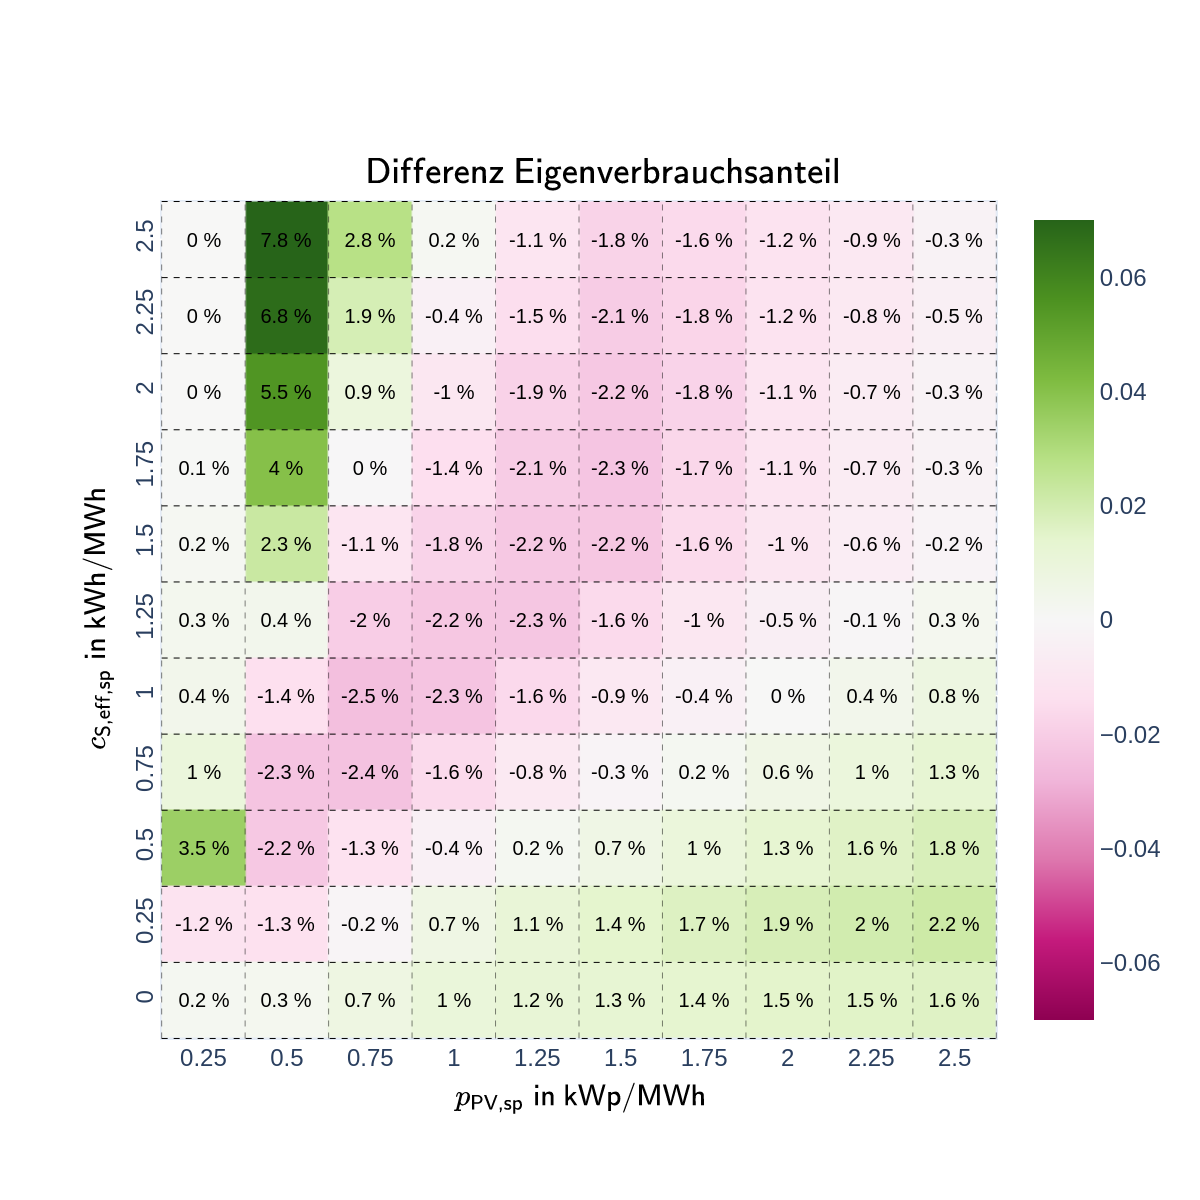 Differenz Eigenverbrauchsanteil
2.5 0 % 7.8 % 2.8 % 0.2 % -1.1 % -1.8 % -1.6 % -1.2 % -0.9 % -0.3 %
2.25 0 % 6.8 % 1.9 % -0.4 % -1.5 % -2.1 % -1.8 % -1.2 % -0.8 % -0.5 %
2 0 % 5.5 % 0.9 % -1 % -1.9 % -2.2 % -1.8 % -1.1 % -0.7 % -0.3 %
1.75 0.1 % 4 % 0 % -1.4 % -2.1 % -2.3 % -1.7 % -1.1 % -0.7 % -0.3 %
1.5 0.2 % 2.3 % -1.1 % -1.8 % -2.2 % -2.2 % -1.6 % -1 % -0.6 % -0.2 %
1.25 0.3 % 0.4 % -2 % -2.2 % -2.3 % -1.6 % -1 % -0.5 % -0.1 % 0.3 %
1 0.4 % -1.4 % -2.5 % -2.3 % -1.6 % -0.9 % -0.4 % 0 % 0.4 % 0.8 %
0.75 1 % -2.3 % -2.4 % -1.6 % -0.8 % -0.3 % 0.2 % 0.6 % 1 % 1.3 %
0.5 3.5 % -2.2 % -1.3 % -0.4 % 0.2 % 0.7 % 1 % 1.3 % 1.6 % 1.8 %
0.25 -1.2 % -1.3 % -0.2 % 0.7 % 1.1 % 1.4 % 1.7 % 1.9 % 2 % 2.2 %
0 0.2 % 0.3 % 0.7 % 1 % 1.2 % 1.3 % 1.4 % 1.5 % 1.5 % 1.6 %
0.25 0.5 0.75 1 1.25 1.5 1.75 2 2.25 2.5
p PV,sp in kWp/MWh
c S,eff,sp in kWh/MWh
0.06
0.04
0.02
0
−0.02
−0.04
−0.06